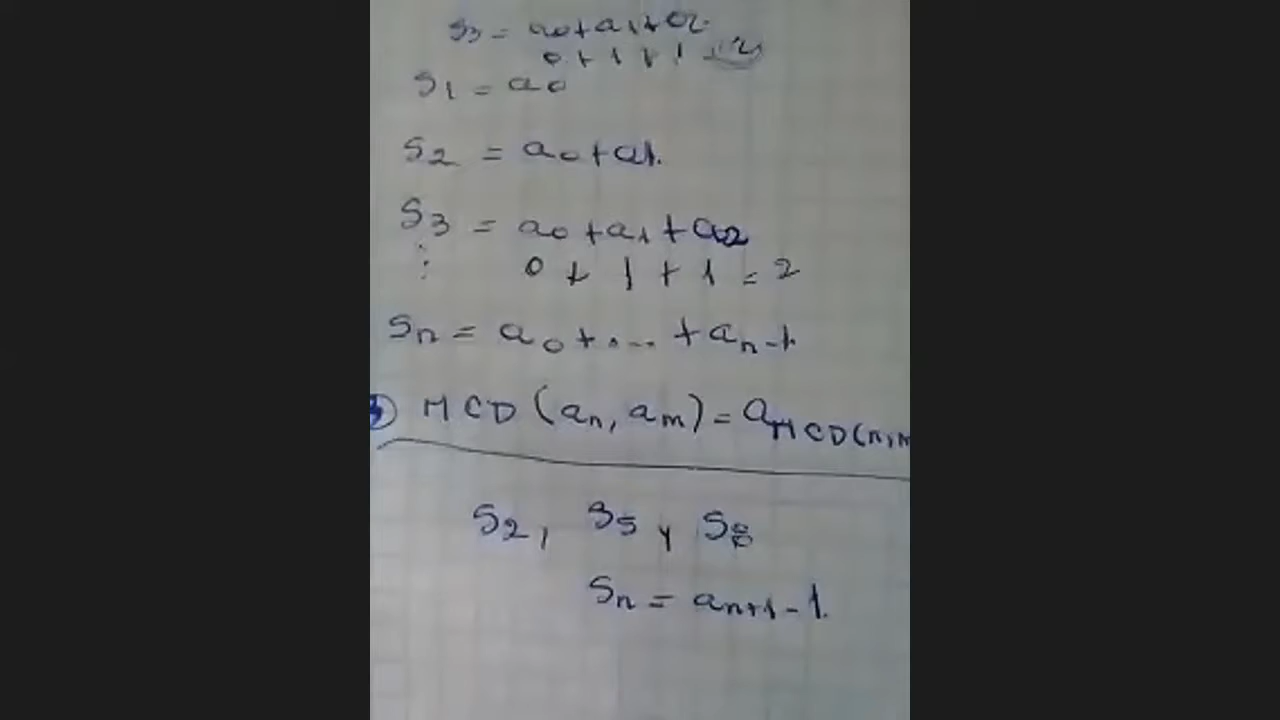 S3 = a0+a1+a2.
0 + 1 + 1 = 2
S1 = a0
S2 = a0+a1.
S3 = a0+a1+a2
⋮ 0 + 1 + 1 = 2
Sn = a0+...+an-1.
3) MCD (an, am) = aMCD(n,m
S2, S5 y S8
Sn = an+1-1.